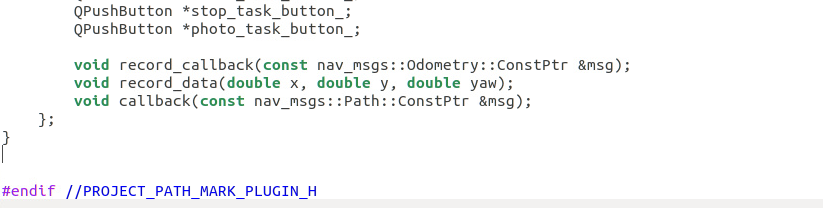 QPushButton *stop_task_button_;
QPushButton *photo_task_button_;
void record_callback(const nav_msgs::Odometry::ConstPtr &msg);
void record_data(double x, double y, double yaw);
void callback(const nav_msgs::Path::ConstPtr &msg);
};
}
#endif //PROJECT_PATH_MARK_PLUGIN_H